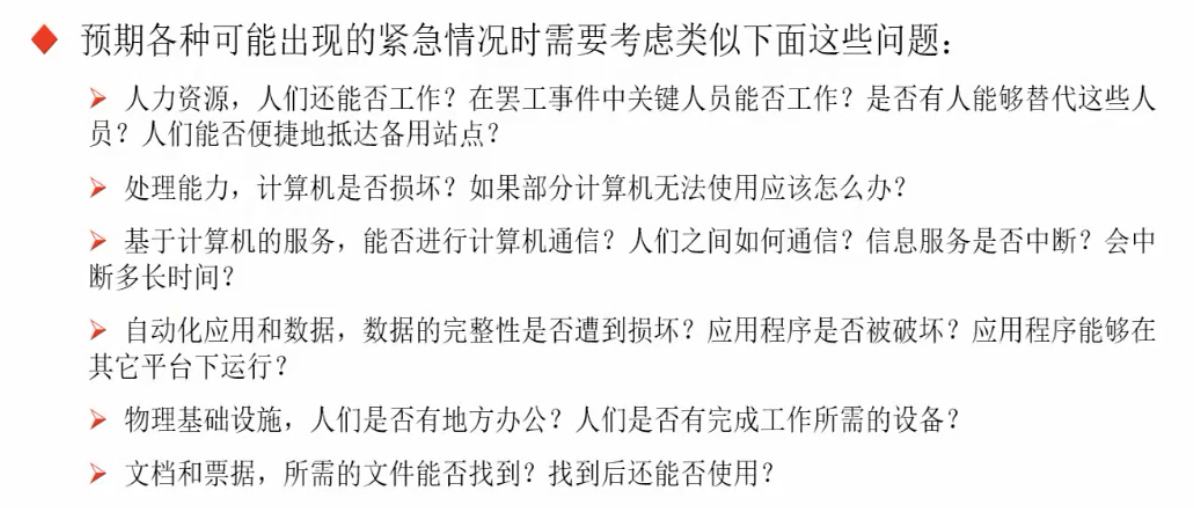 预期各种可能出现的紧急情况时需要考虑类似下面这些问题：
人力资源，人们还能否工作？在罢工事件中关键人员能否工作？是否有人能够替代这些人
员？人们能否便捷地抵达备用站点？
处理能力，计算机是否损坏？如果部分计算机无法使用应该怎么办？
基于计算机的服务，能否进行计算机通信？人们之间如何通信？信息服务是否中断？会中
断多长时间？
自动化应用和数据，数据的完整性是否遭到损坏？应用程序是否被破坏？应用程序能够在
其它平台下运行？
物理基础设施，人们是否有地方办公？人们是否有完成工作所需的设备？
文档和票据，所需的文件能否找到？找到后还能否使用？